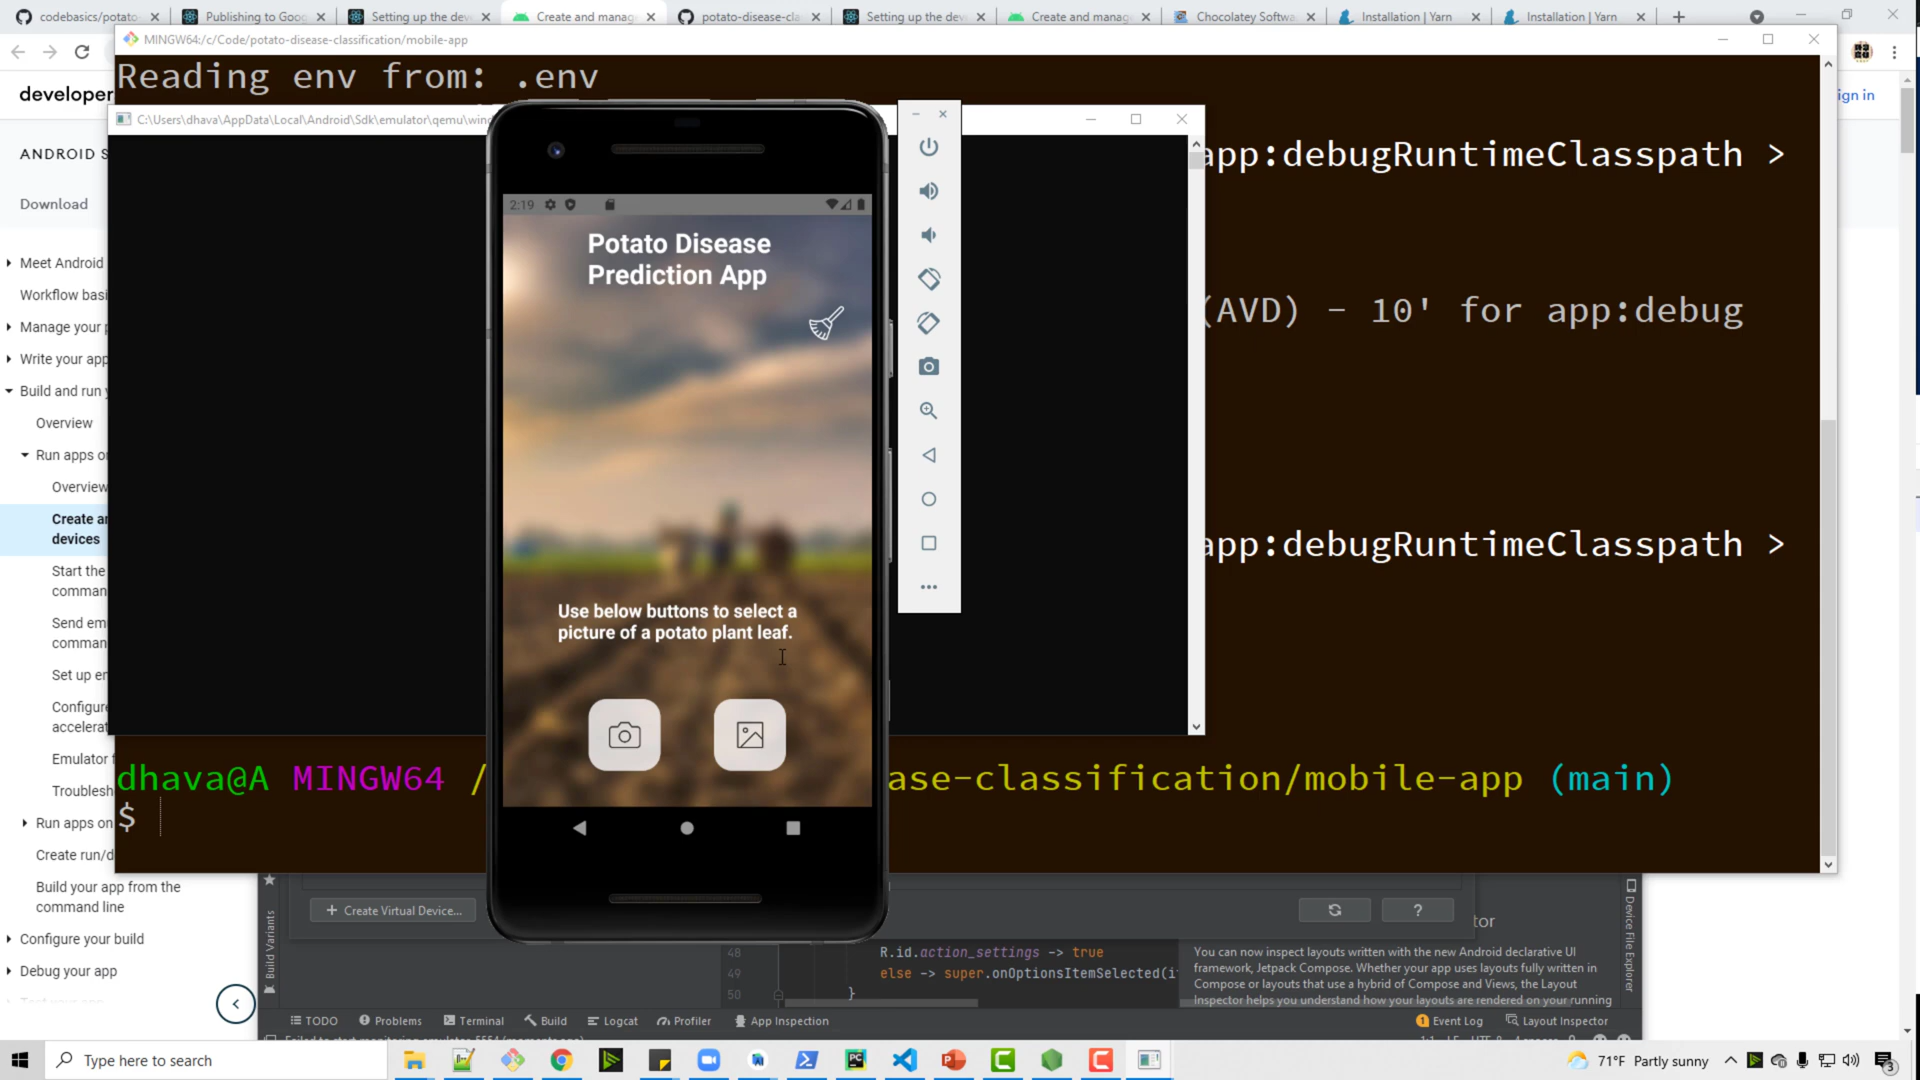 codebasics/potato-
Publishing to Goog
Setting up the dev
Create and manag
potato-disease-cla
Setting up the dev
Create and manag
Chocolatey Softwa
Installation | Yarn
Installation | Yarn
MINGW64:/c/Code/potato-disease-classification/mobile-app
Reading env from: .env
developer
ign in
C:\Users\dhava\AppData\Local\Android\Sdk\emulator\qemu\wind
ANDROID S
app:debugRuntimeClasspath >
Download
2:19
Potato Disease
Prediction App
Meet Android
Workflow basi
(AVD) - 10' for app:debug
Manage your p
Write your app
Build and run y
Overview
Run apps o
Overview
Create an
devices
app:debugRuntimeClasspath >
Start the
comman
Use below buttons to select a
picture of a potato plant leaf.
Send em
comman
Set up en
Configure
accelerat
Emulator f
dhava@A MINGW64 /
ase-classification/mobile-app (main)
Troublesh
$
Run apps on
Create run/d
Build your app from the
command line
Create Virtual Device...
?
tor
Configure your build
Build Variants
Device File Explorer
48
R.id.action_settings -> true
You can now inspect layouts written with the new Android declarative UI
framework, Jetpack Compose. Whether your app uses layouts fully written in
49
else -> super.onOptionsItemSelected(i
Compose or layouts that use a hybrid of Compose and Views, the Layout
Debug your app
50
}
Inspector helps you understand how your layouts are rendered on your running
TODO
Problems
Terminal
Build
Logcat
Profiler
App Inspection
1 Event Log
Layout Inspector
Type here to search
71°F Partly sunny
3